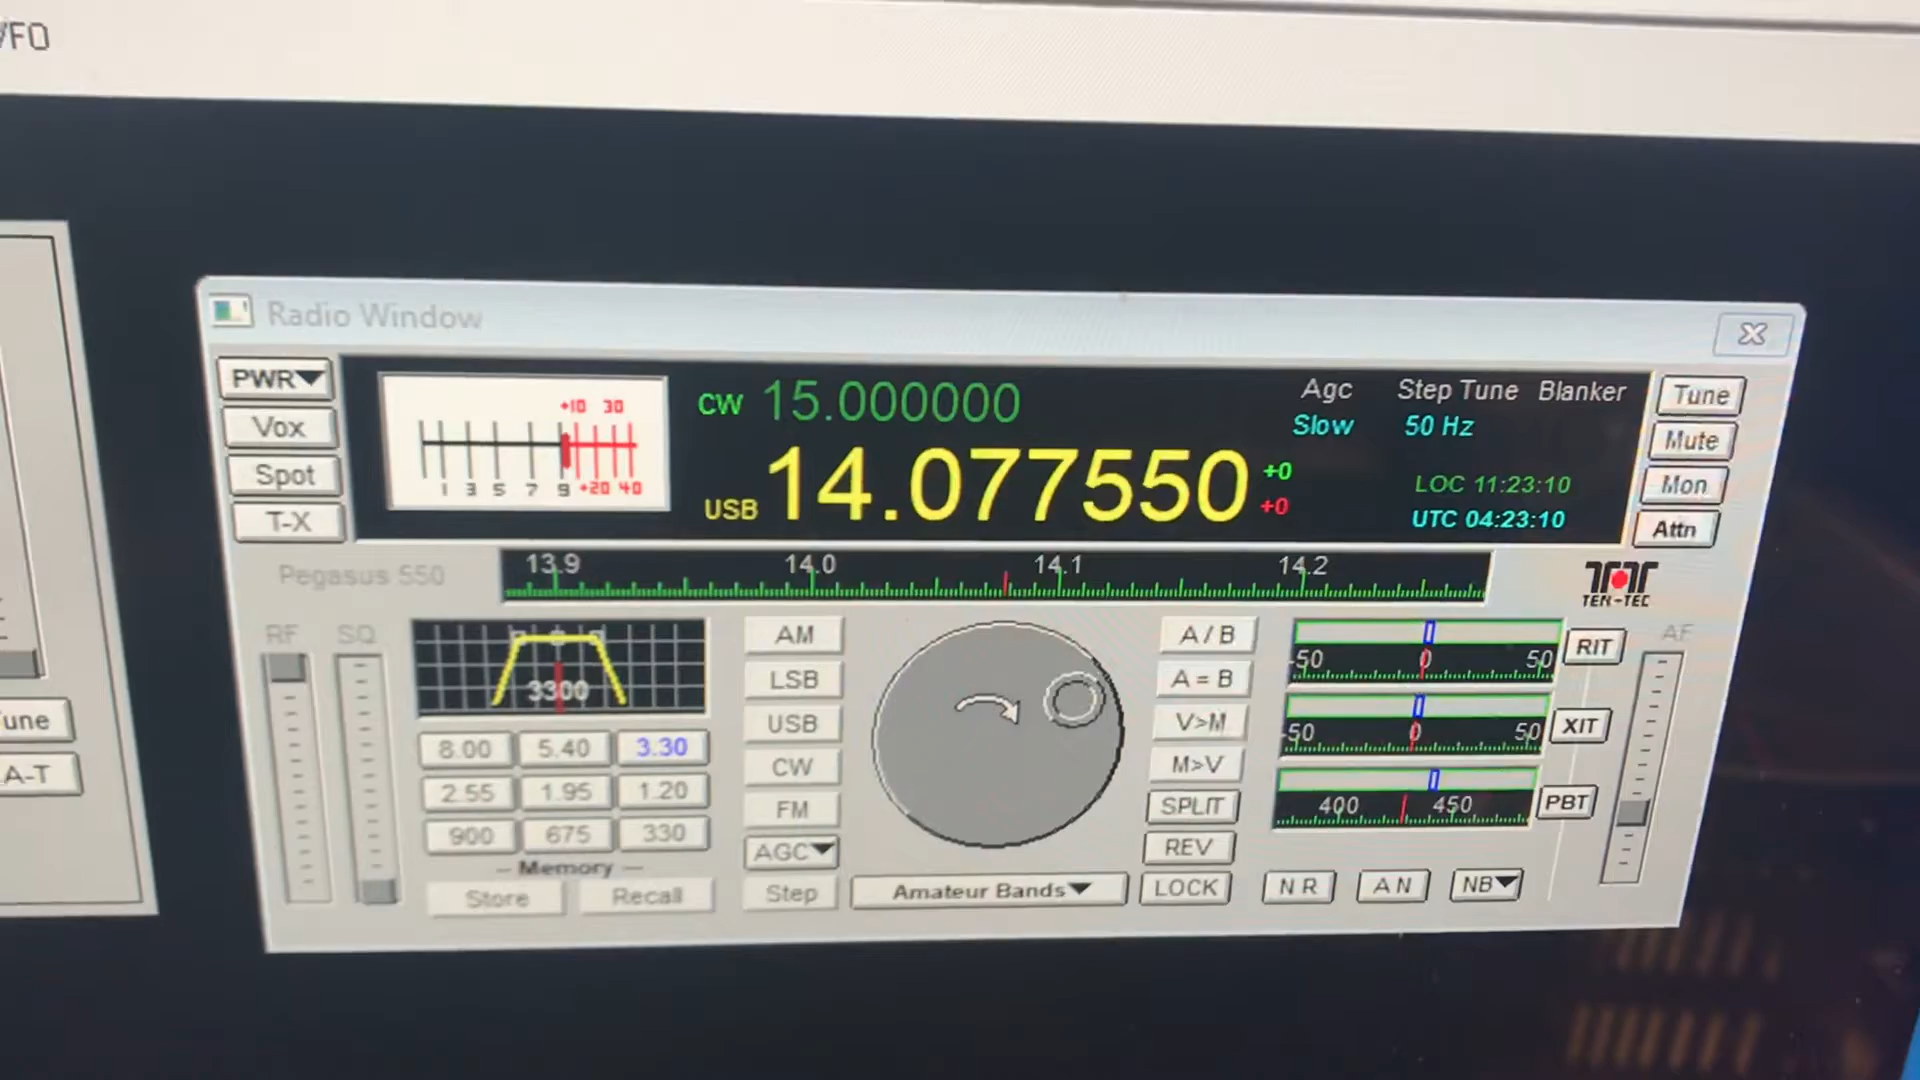 VFO
Radio Window
PWR
Vox
Spot
T-X
+10 30
1 3 5 7 9 +20 40
CW 15.000000
USB 14.077550 +0
+0
Agc Step Tune Blanker
Slow 50 Hz
LOC 11:23:10
UTC 04:23:10
Tune
Mute
Mon
Attn
Pegasus 550
13.9 14.0 14.1 14.2
TEN-TEC
RF SQ
3300
8.00 5.40 3.30
2.55 1.95 1.20
900 675 330
Memory
Store Recall
AM
LSB
USB
CW
FM
AGC
Step
Amateur Bands
A / B
A = B
V>M
M>V
SPLIT
REV
LOCK
-50 0 50 RIT
-50 0 50 XIT
400 450 PBT
AF
N R A N NB
A-T